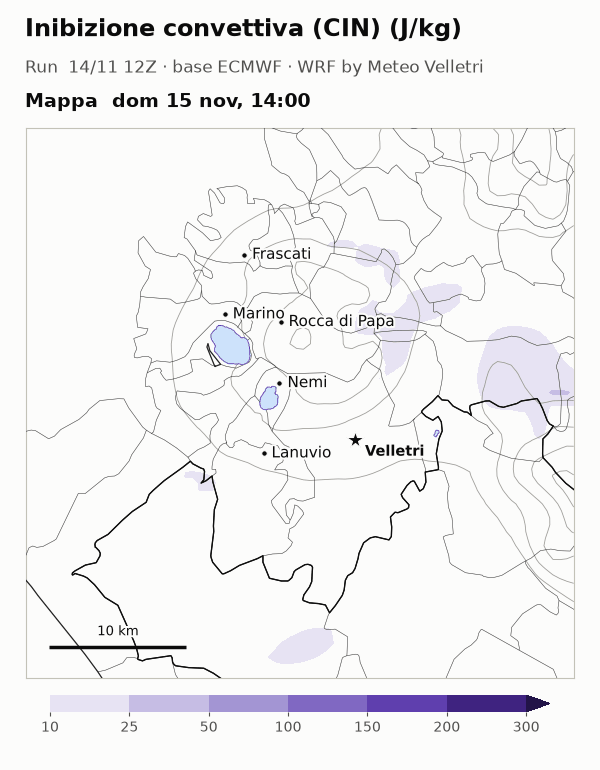 Inibizione convettiva (CIN) (J/kg)
Run  14/11 12Z · base ECMWF · WRF by Meteo Velletri
Mappa  dom 15 nov, 14:00
Frascati
Marino
Rocca di Papa
Nemi
Velletri
Lanuvio
10 km
10 25 50 100 150 200 300